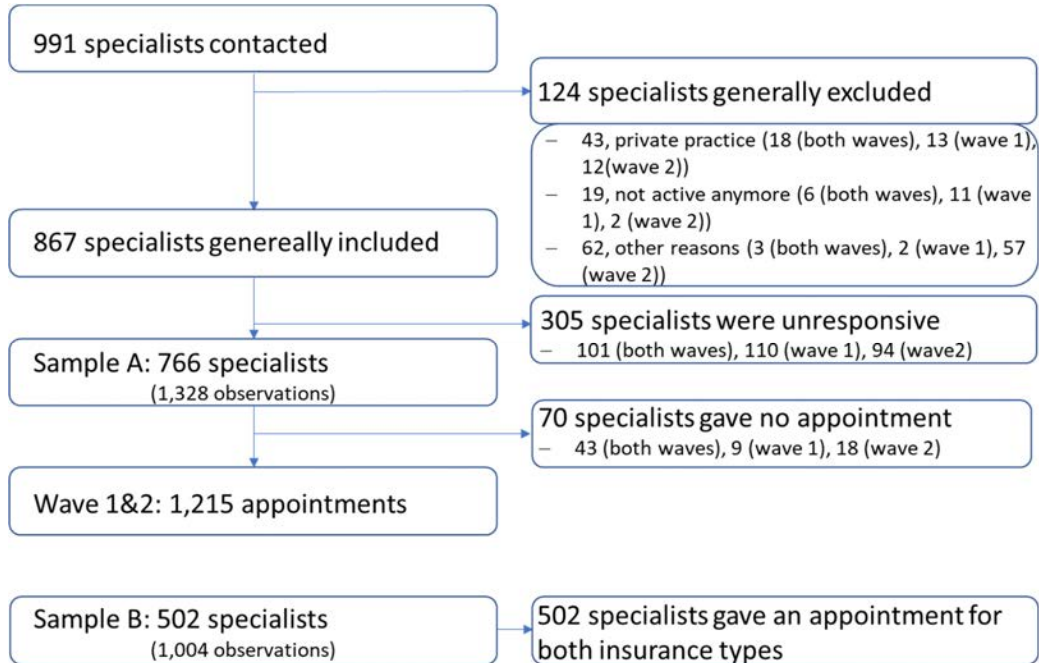 991 specialists contacted
124 specialists generally excluded
– 43, private practice (18 (both waves), 13 (wave 1),
12(wave 2))
– 19, not active anymore (6 (both waves), 11 (wave
1), 2 (wave 2))
– 62, other reasons (3 (both waves), 2 (wave 1), 57
(wave 2))
867 specialists genereally included
305 specialists were unresponsive
– 101 (both waves), 110 (wave 1), 94 (wave2)
Sample A: 766 specialists
(1,328 observations)
70 specialists gave no appointment
– 43 (both waves), 9 (wave 1), 18 (wave 2)
Wave 1&2: 1,215 appointments
Sample B: 502 specialists
(1,004 observations)
502 specialists gave an appointment for
both insurance types